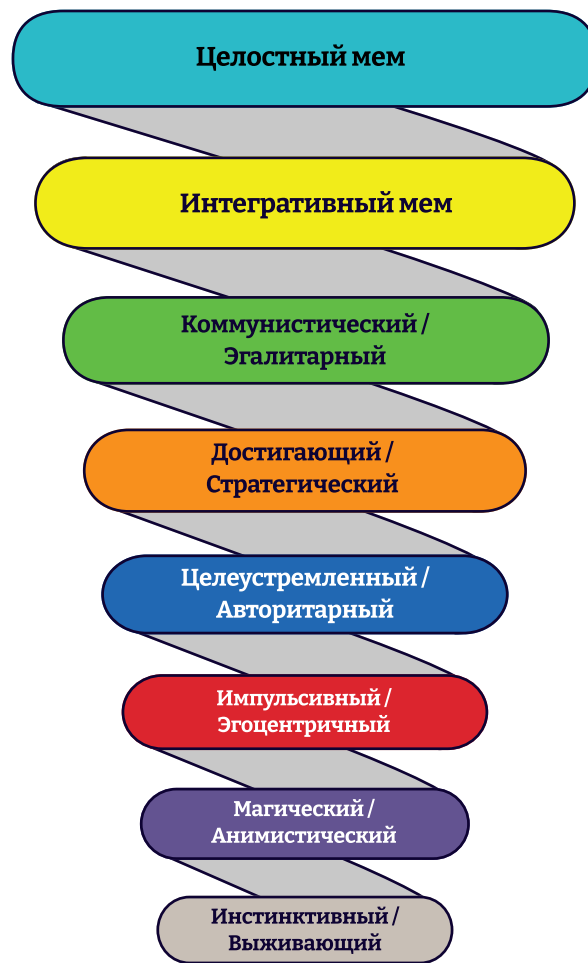 Целостный мем
Интегративный мем
Коммунистический /
Эгалитарный
Достигающий /
Стратегический
Целеустремленный /
Авторитарный
Импульсивный /
Эгоцентричный
Магический /
Анимистический
Инстинктивный /
Выживающий